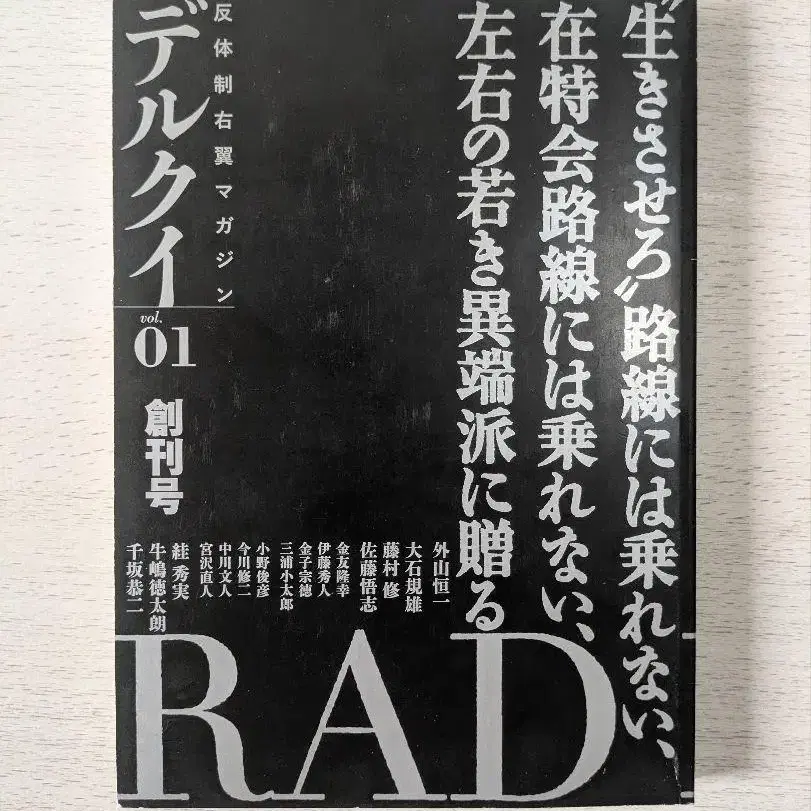 〝生きさせろ〟路線には乗れない、
在特会路線には乗れない、
左右の若き異端派に贈る
反体制右翼マガジン
デルクイ
vol.
01
創刊号
外山恒一
大石規雄
藤村修
佐藤悟志
金友隆幸
伊藤秀人
金子宗徳
三浦小太郎
小野俊彦
今川修二
中川文人
宮沢直人
絓秀実
牛嶋徳太朗
千坂恭二
RAD